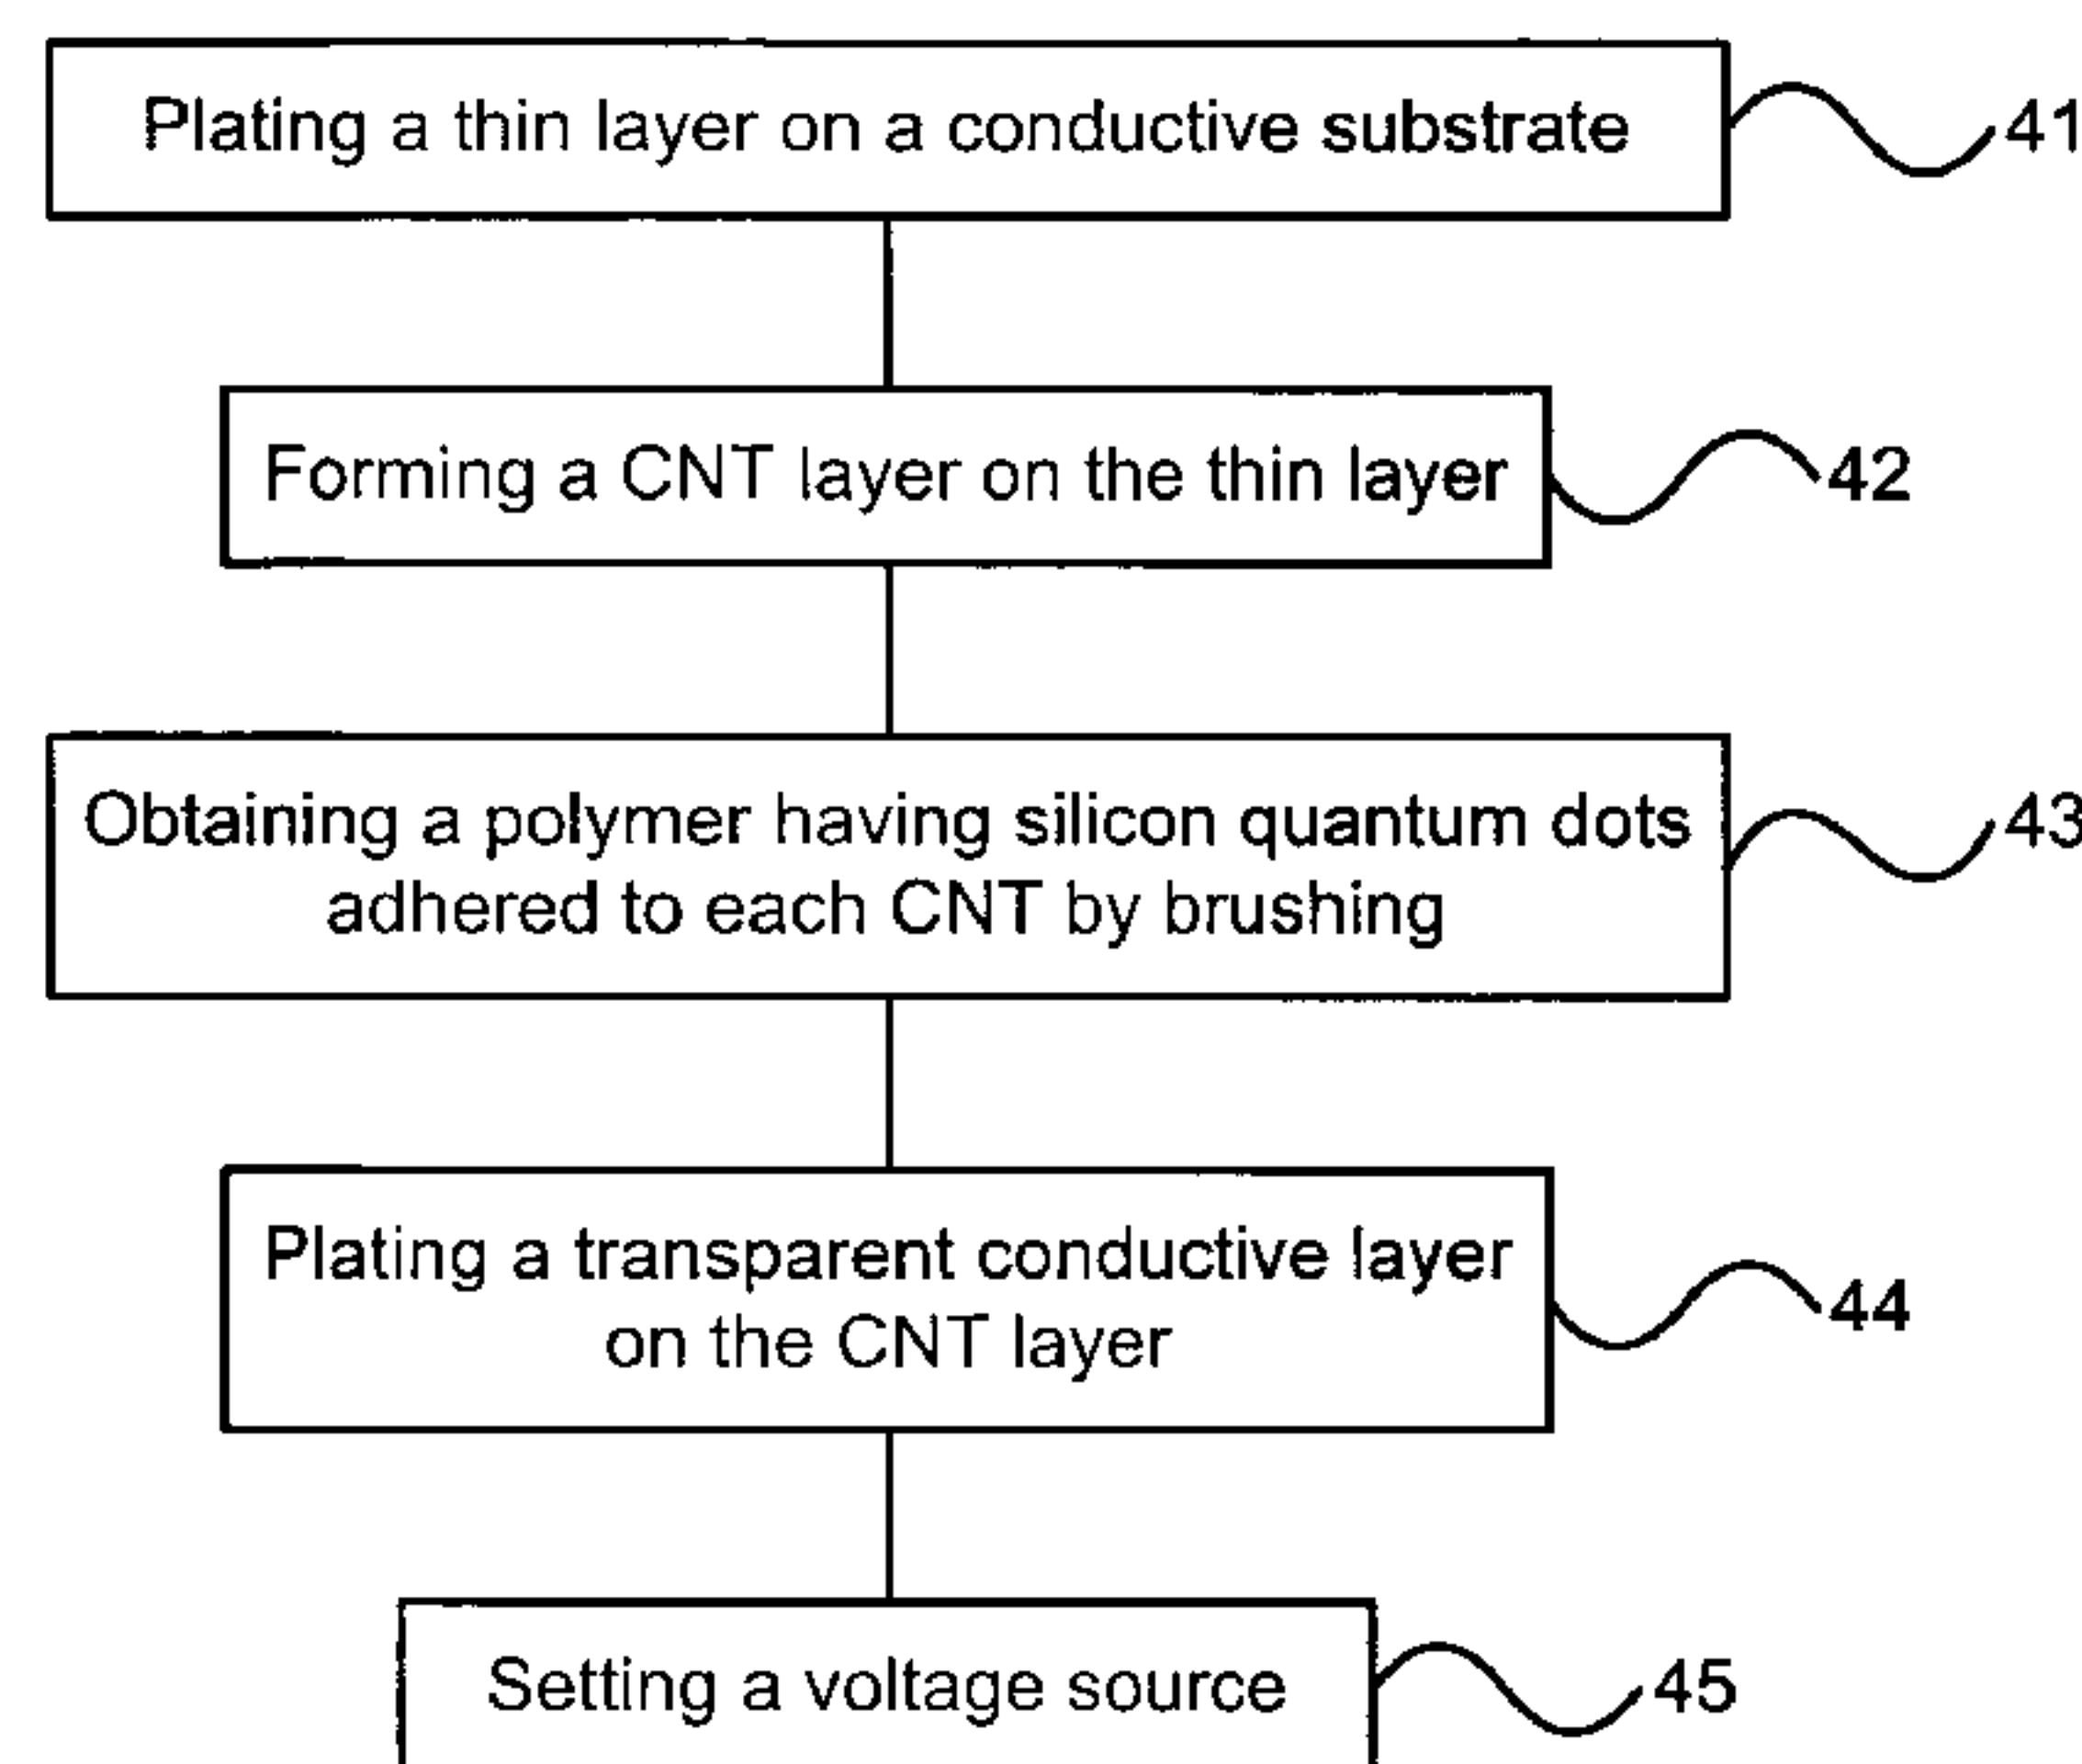 Plating a thin layer on a conductive substrate
41
Forming a CNT layer on the thin layer
42
Obtaining a polymer having silicon quantum dots
adhered to each CNT by brushing
43
Plating a transparent conductive layer
on the CNT layer
44
Setting a voltage source
45